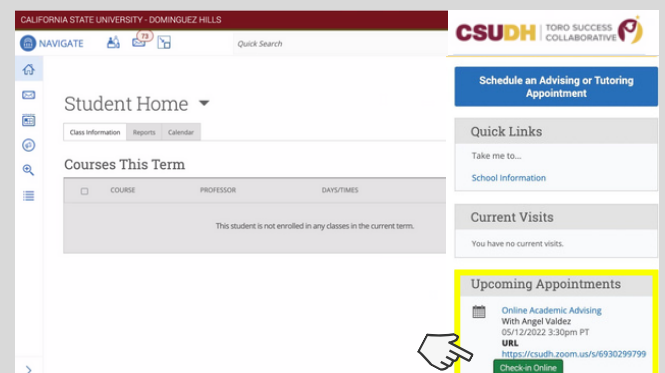 CALIFORNIA STATE UNIVERSITY - DOMINGUEZ HILLS
NAVIGATE
73
Quick Search
Student Home
Class Information Reports Calendar
Courses This Term
COURSE PROFESSOR DAYS/TIMES
This student is not enrolled in any classes in the current term.
CSUDH TORO SUCCESS
COLLABORATIVE
Schedule an Advising or Tutoring
Appointment
Quick Links
Take me to...
School Information
Current Visits
You have no current visits.
Upcoming Appointments
Online Academic Advising
With Angel Valdez
05/12/2022 3:30pm PT
URL
https://csudh.zoom.us/s/6930299799
Check-in Online